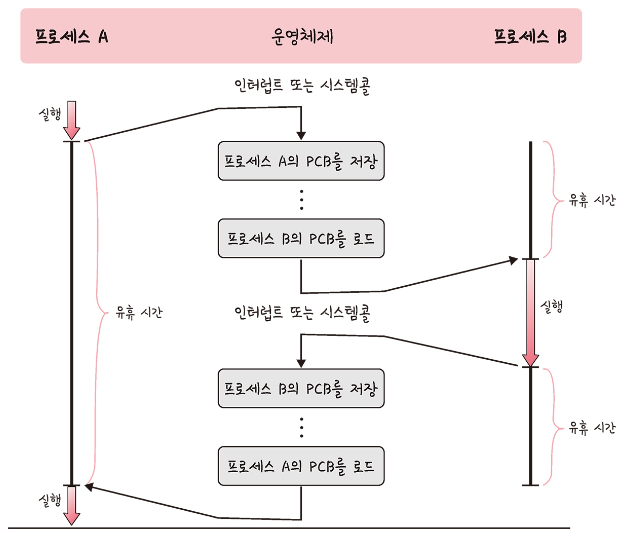 프로세스 A
운영체제
프로세스 B
인터럽트 또는 시스템콜
실행
프로세스 A의 PCB를 저장
유휴 시간
프로세스 B의 PCB를 로드
실행
유휴 시간
인터럽트 또는 시스템콜
프로세스 B의 PCB를 저장
유휴 시간
프로세스 A의 PCB를 로드
실행